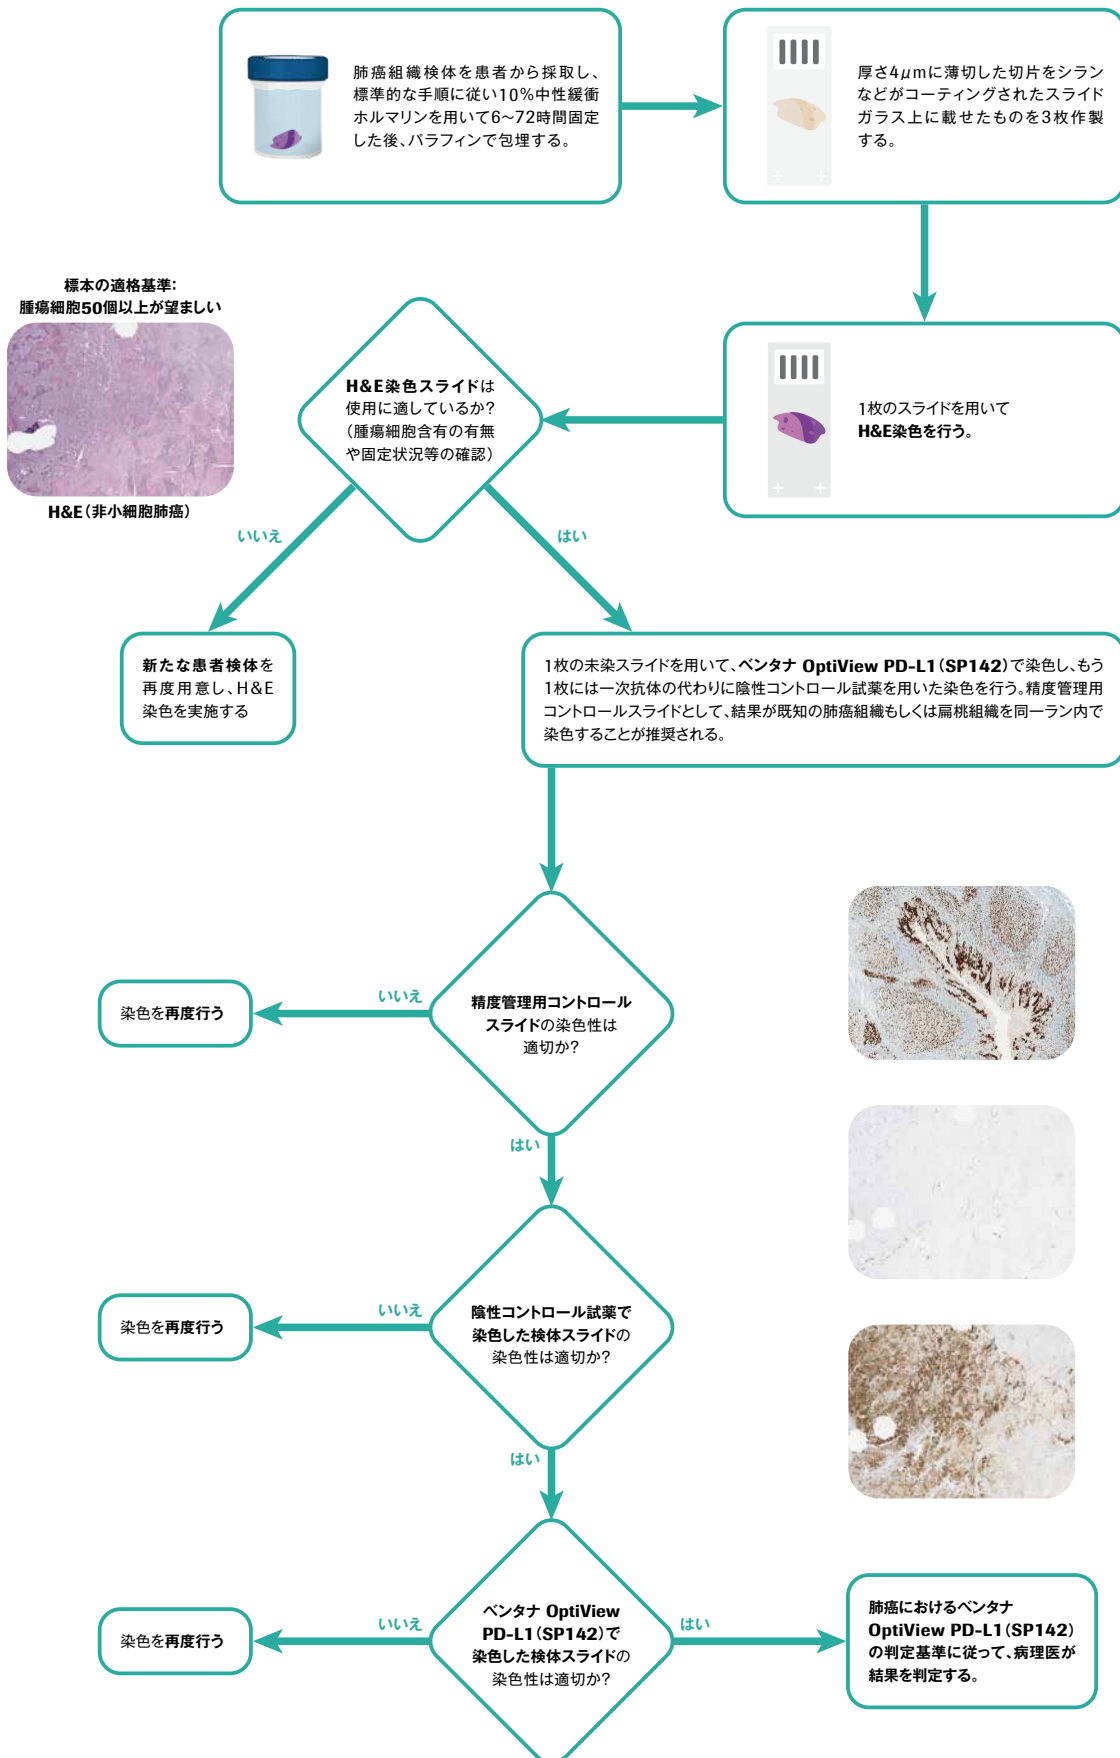 肺癌組織検体を患者から採取し、
標準的な手順に従い10%中性緩衝
ホルマリンを用いて6~72時間固定
した後、パラフィンで包埋する。
厚さ4μmに薄切した切片をシラン
などがコーティングされたスライド
ガラス上に載せたものを3枚作製
する。
標本の適格基準:
腫瘍細胞50個以上が望ましい
H&E(非小細胞肺癌)
H&E染色スライドは
使用に適しているか?
(腫瘍細胞含有の有無
や固定状況等の確認)
1枚のスライドを用いて
H&E染色を行う。
いいえ
はい
新たな患者検体を
再度用意し、H&E
染色を実施する
1枚の未染スライドを用いて、ベンタナ OptiView PD-L1(SP142)で染色し、もう
1枚には一次抗体の代わりに陰性コントロール試薬を用いた染色を行う。精度管理用
コントロールスライドとして、結果が既知の肺癌組織もしくは扁桃組織を同一ラン内で
染色することが推奨される。
染色を再度行う
いいえ
精度管理用コントロール
スライドの染色性は
適切か?
はい
染色を再度行う
いいえ
陰性コントロール試薬で
染色した検体スライドの
染色性は適切か?
はい
染色を再度行う
いいえ
ベンタナ OptiView
PD-L1(SP142)で
染色した検体スライドの
染色性は適切か?
はい
肺癌におけるベンタナ
OptiView PD-L1(SP142)
の判定基準に従って、病理医が
結果を判定する。